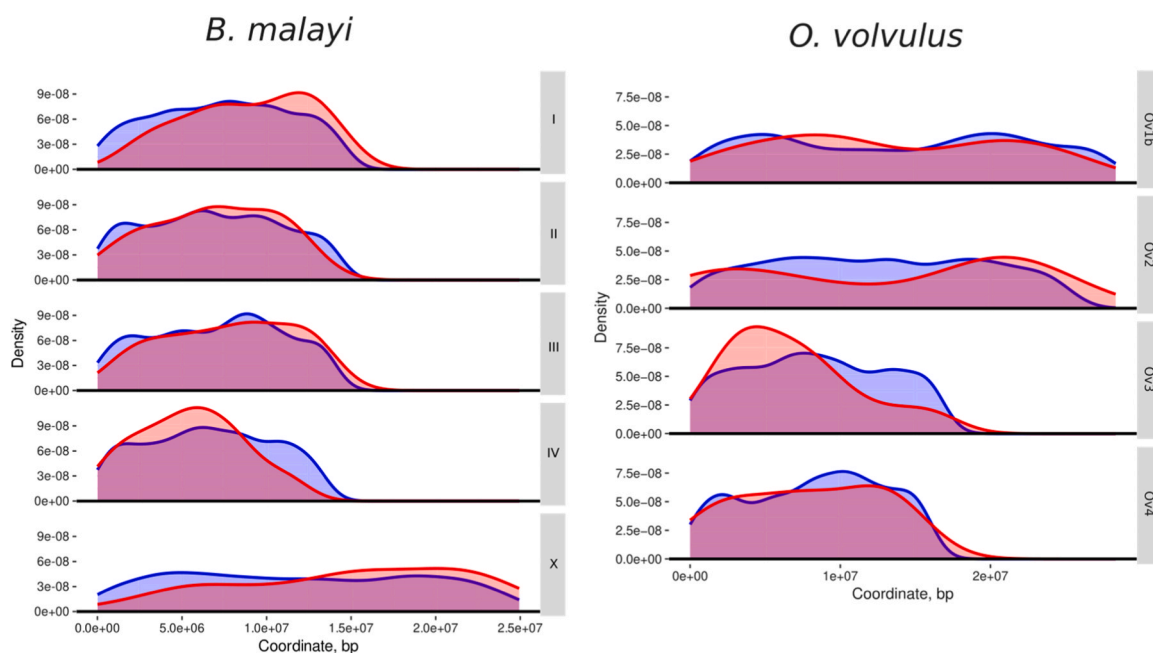 B. malayi
9e-08
6e-08
3e-08
0e+00
I
9e-08
6e-08
3e-08
0e+00
II
Density
9e-08
6e-08
3e-08
0e+00
III
9e-08
6e-08
3e-08
0e+00
IV
9e-08
6e-08
3e-08
0e+00
X
0.0e+00 5.0e+06 1.0e+07 1.5e+07 2.0e+07 2.5e+07
Coordinate, bp
O. volvulus
7.5e-08
5.0e-08
2.5e-08
0.0e+00
OV1b
7.5e-08
5.0e-08
2.5e-08
0.0e+00
OV2
Density
7.5e-08
5.0e-08
2.5e-08
0.0e+00
OV3
7.5e-08
5.0e-08
2.5e-08
0.0e+00
OV4
0e+00 1e+07 2e+07
Coordinate, bp